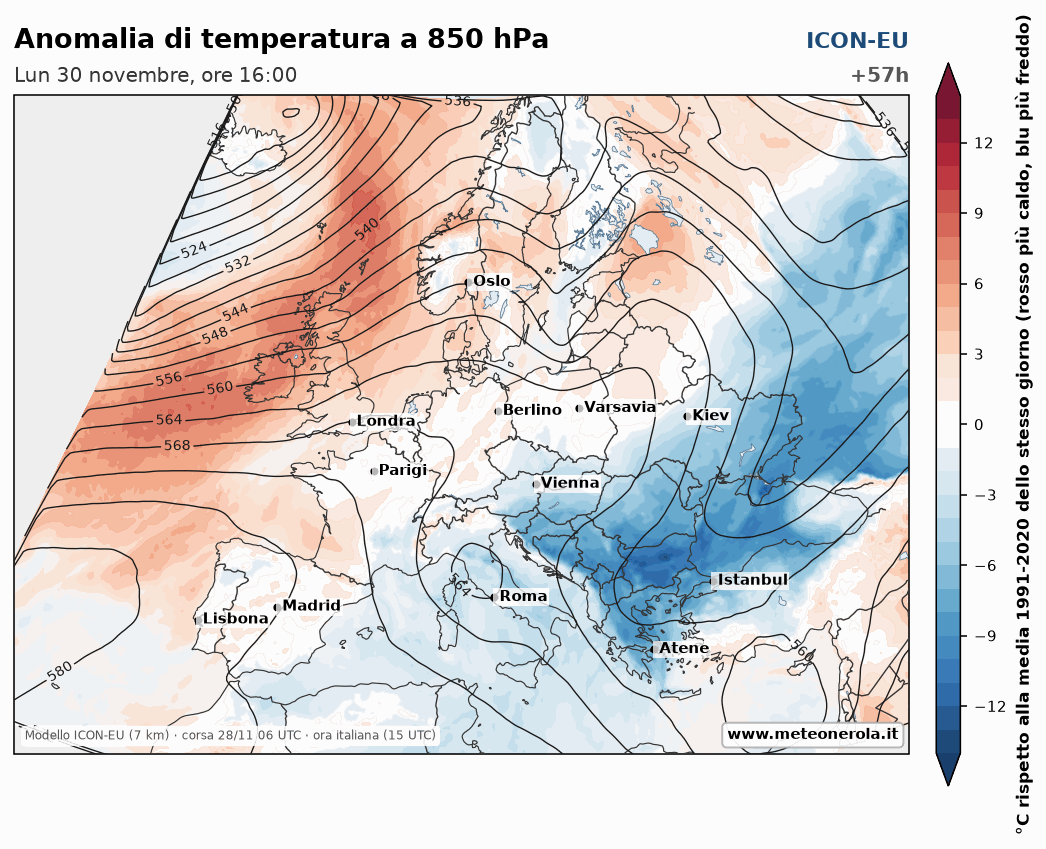 Anomalia di temperatura a 850 hPa
ICON-EU
Lun 30 novembre, ore 16:00
+57h
536
536
516
540
524
532
Oslo
544
548
556
560
564
568
Londra
Berlino
Varsavia
Kiev
Parigi
Vienna
564
Roma
Istanbul
Madrid
Lisbona
Atene
560
580
Modello ICON-EU (7 km) · corsa 28/11 06 UTC · ora italiana (15 UTC)
www.meteonerola.it
12
9
6
3
0
−3
−6
−9
−12
°C rispetto alla media 1991-2020 dello stesso giorno (rosso più caldo, blu più freddo)